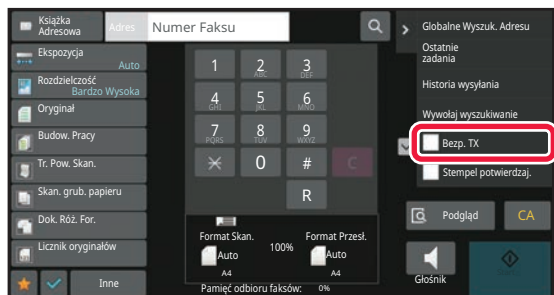 Książka
Adresowa
Adres
Numer Faksu
Globalne Wyszuk. Adresu
Ekspozycja
Auto
Ostatnie
zadania
Rozdzielczość
Bardzo Wysoka
Historia wysyłania
Oryginał
Wywołaj wyszukiwanie
Budow. Pracy
Bezp. TX
Tr. Pow. Skan.
Stempel potwierdzaj.
Skan. grub. papieru
Dok. Róż. For.
Licznik oryginałów
Inne
1
2 ABC
3 DEF
4 GHI
5 JKL
6 MNO
7 PQRS
8 TUV
9 WXYZ
0
#
C
R
Format Skan.
100%
Format Przesł.
Auto
Auto
A4
A4
Pamięć odbioru faksów: 0%
Podgląd
CA
Głośnik